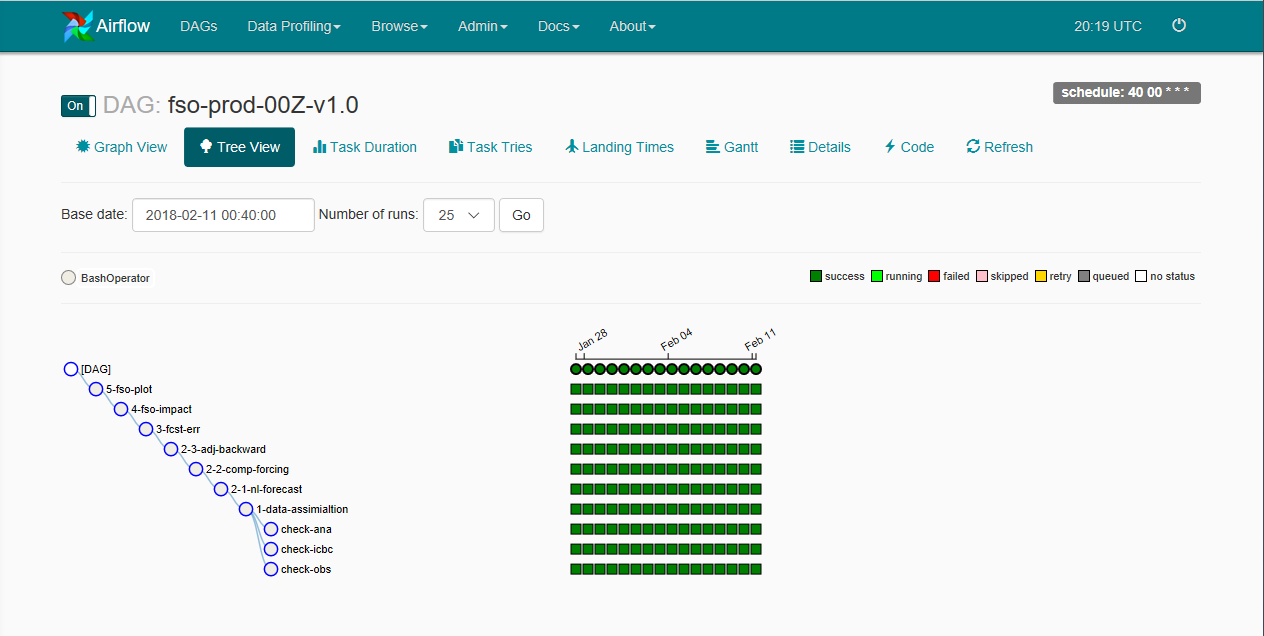 Airflow DAGs Data Profiling Browse Admin Docs About 20:19 UTC
On DAG: fso-prod-00Z-v1.0 schedule: 40 00 * * *
Graph View Tree View Task Duration Task Tries Landing Times Gantt Details Code Refresh
Base date: 2018-02-11 00:40:00 Number of runs: 25 Go
BashOperator success running failed skipped retry queued no status
Jan 28 Feb 04 Feb 11
[DAG]
5-fso-plot
4-fso-impact
3-fcst-err
2-3-adj-backward
2-2-comp-forcing
2-1-nl-forecast
1-data-assimialtion
check-ana
check-icbc
check-obs